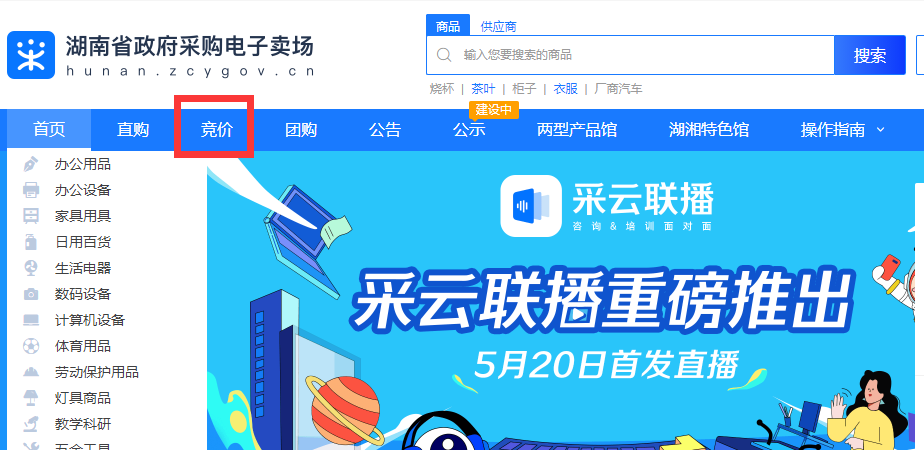 商品 供应商
湖南省政府采购电子卖场
hunan.zcygov.cn
输入您要搜索的商品 搜索
烧杯 | 茶叶 | 柜子 | 衣服 | 厂商汽车
建设中
首页 直购 竞价 团购 公告 公示 两型产品馆 湖湘特色馆 操作指南
办公用品
办公设备
家具用具
日用百货
生活电器
数码设备
计算机设备
体育用品
劳动保护用品
灯具商品
教学科研
五金工具
采云联播
咨询&培训面对面
采云联播重磅推出
5月20日首发直播